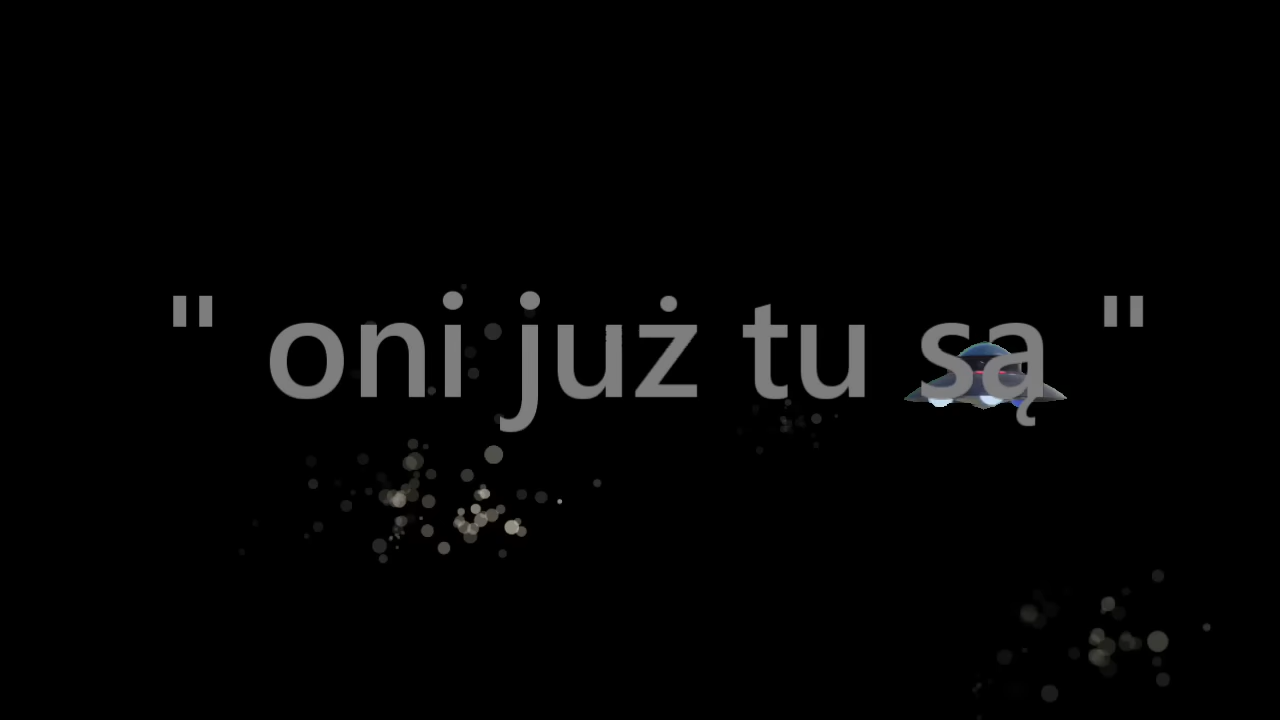 " oni już tu są "